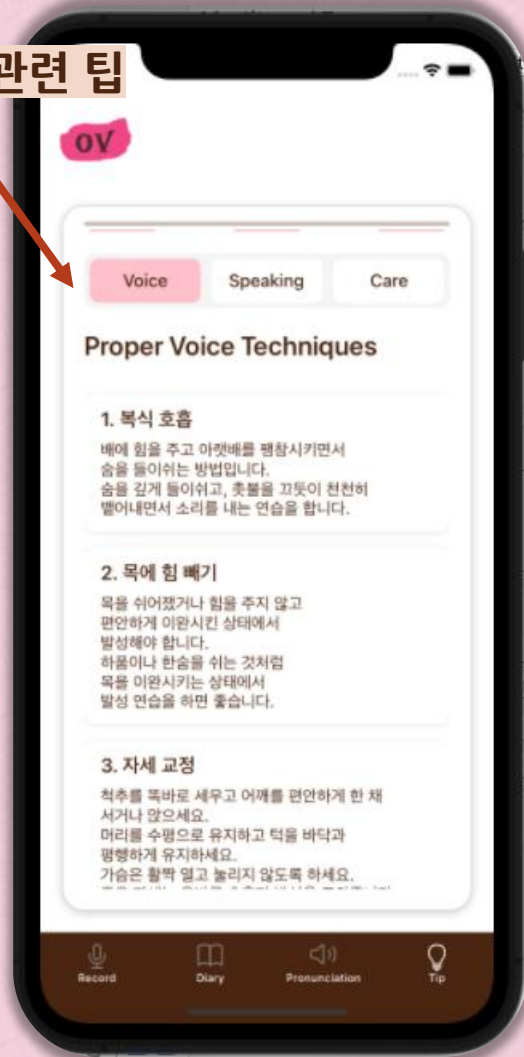 관련 팁
OV
Voice Speaking Care
Proper Voice Techniques
1. 복식 호흡
배에 힘을 주고 아랫배를 팽창시키면서
숨을 들이쉬는 방법입니다.
숨을 깊게 들이쉬고, 촛불을 끄듯이 천천히
뱉어내면서 소리를 내는 연습을 합니다.
2. 목에 힘 빼기
목을 쉬어졌거나 힘을 주지 않고
편안하게 이완시킨 상태에서
발성해야 합니다.
하품이나 한숨을 쉬는 것처럼
목을 이완시키는 상태에서
발성 연습을 하면 좋습니다.
3. 자세 교정
척추를 똑바로 세우고 어깨를 편안하게 한 채
서거나 앉으세요.
머리를 수평으로 유지하고 턱을 바닥과
평행하게 유지하세요.
가슴은 활짝 열고 눌리지 않도록 하세요.
Record Diary Pronunciation Tip